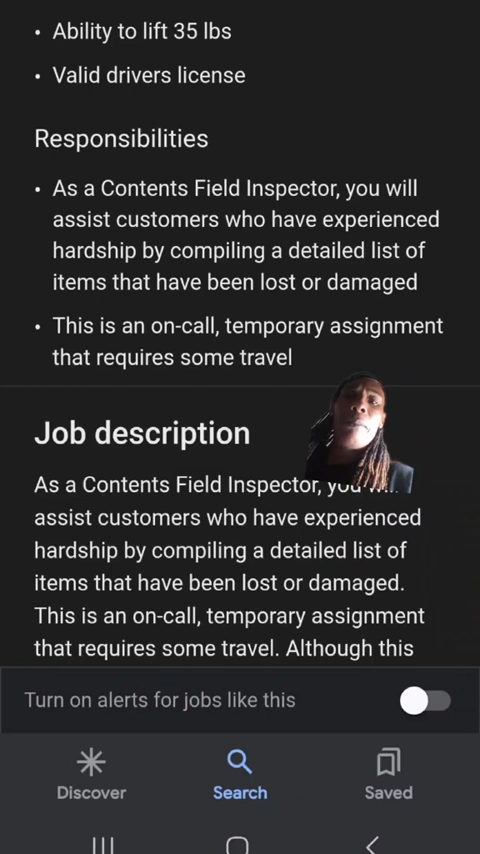 • Ability to lift 35 lbs
• Valid drivers license
Responsibilities
• As a Contents Field Inspector, you will
assist customers who have experienced
hardship by compiling a detailed list of
items that have been lost or damaged
• This is an on-call, temporary assignment
that requires some travel
Job description
As a Contents Field Inspector, you
assist customers who have experienced
hardship by compiling a detailed list of
items that have been lost or damaged.
This is an on-call, temporary assignment
that requires some travel. Although this
Turn on alerts for jobs like this
Discover
Search
Saved